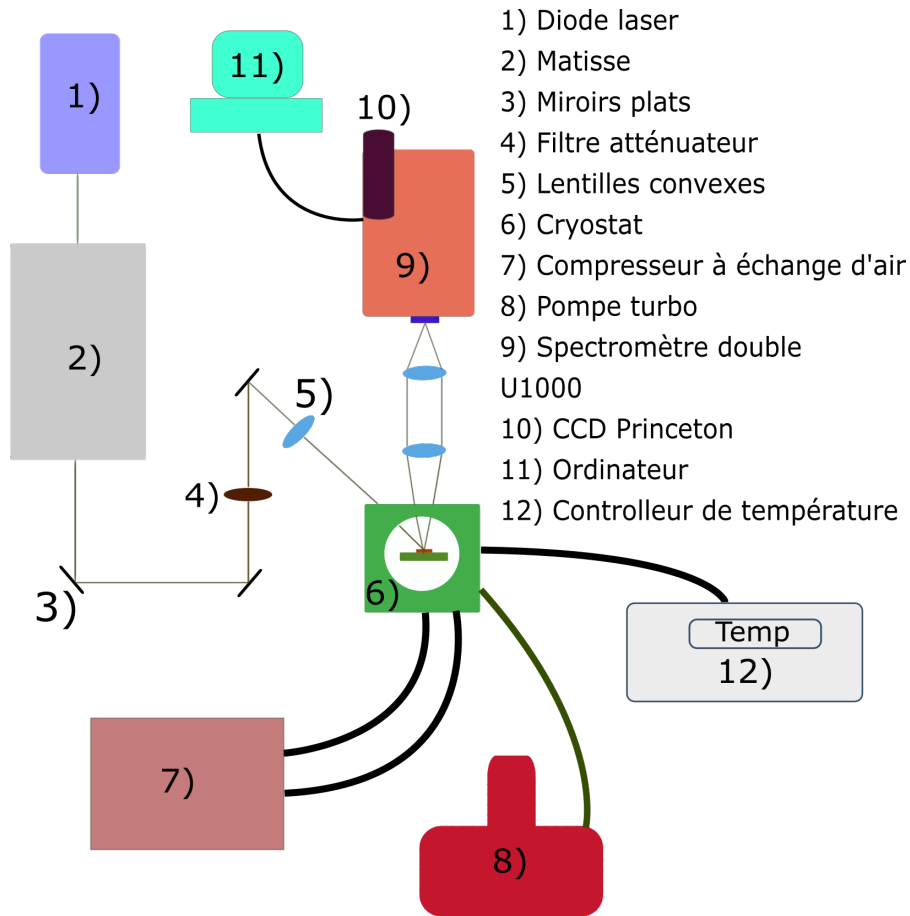 1) Diode laser
2) Matisse
3) Miroirs plats
4) Filtre atténuateur
5) Lentilles convexes
6) Cryostat
7) Compresseur à échange d'air
8) Pompe turbo
9) Spectromètre double
U1000
10) CCD Princeton
11) Ordinateur
12) Controlleur de température
1)
11)
10)
9)
2)
5)
4)
3)
6)
Temp
12)
7)
8)